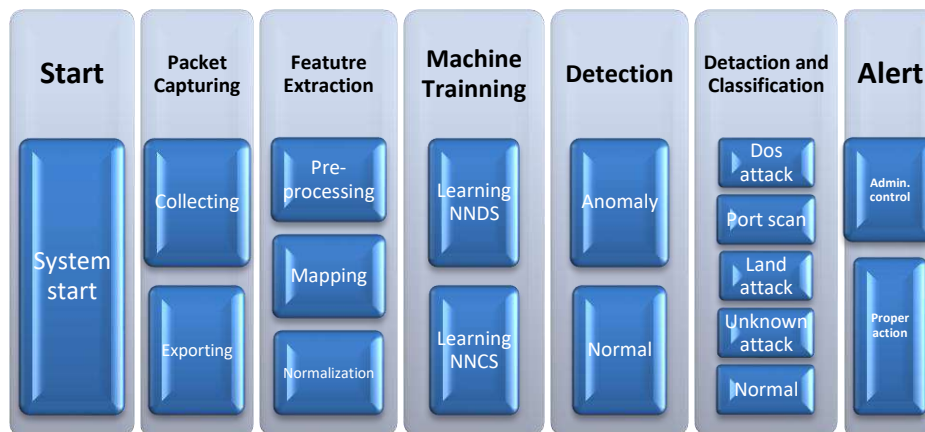 Start
System
start
Packet
Capturing
Collecting
Exporting
Featutre
Extraction
Pre-
processing
Mapping
Normalization
Machine
Trainning
Learning
NNDS
Learning
NNCS
Detection
Anomaly
Normal
Detaction and
Classification
Dos
attack
Port scan
Land
attack
Unknown
attack
Normal
Alert
Admin.
control
Proper
action